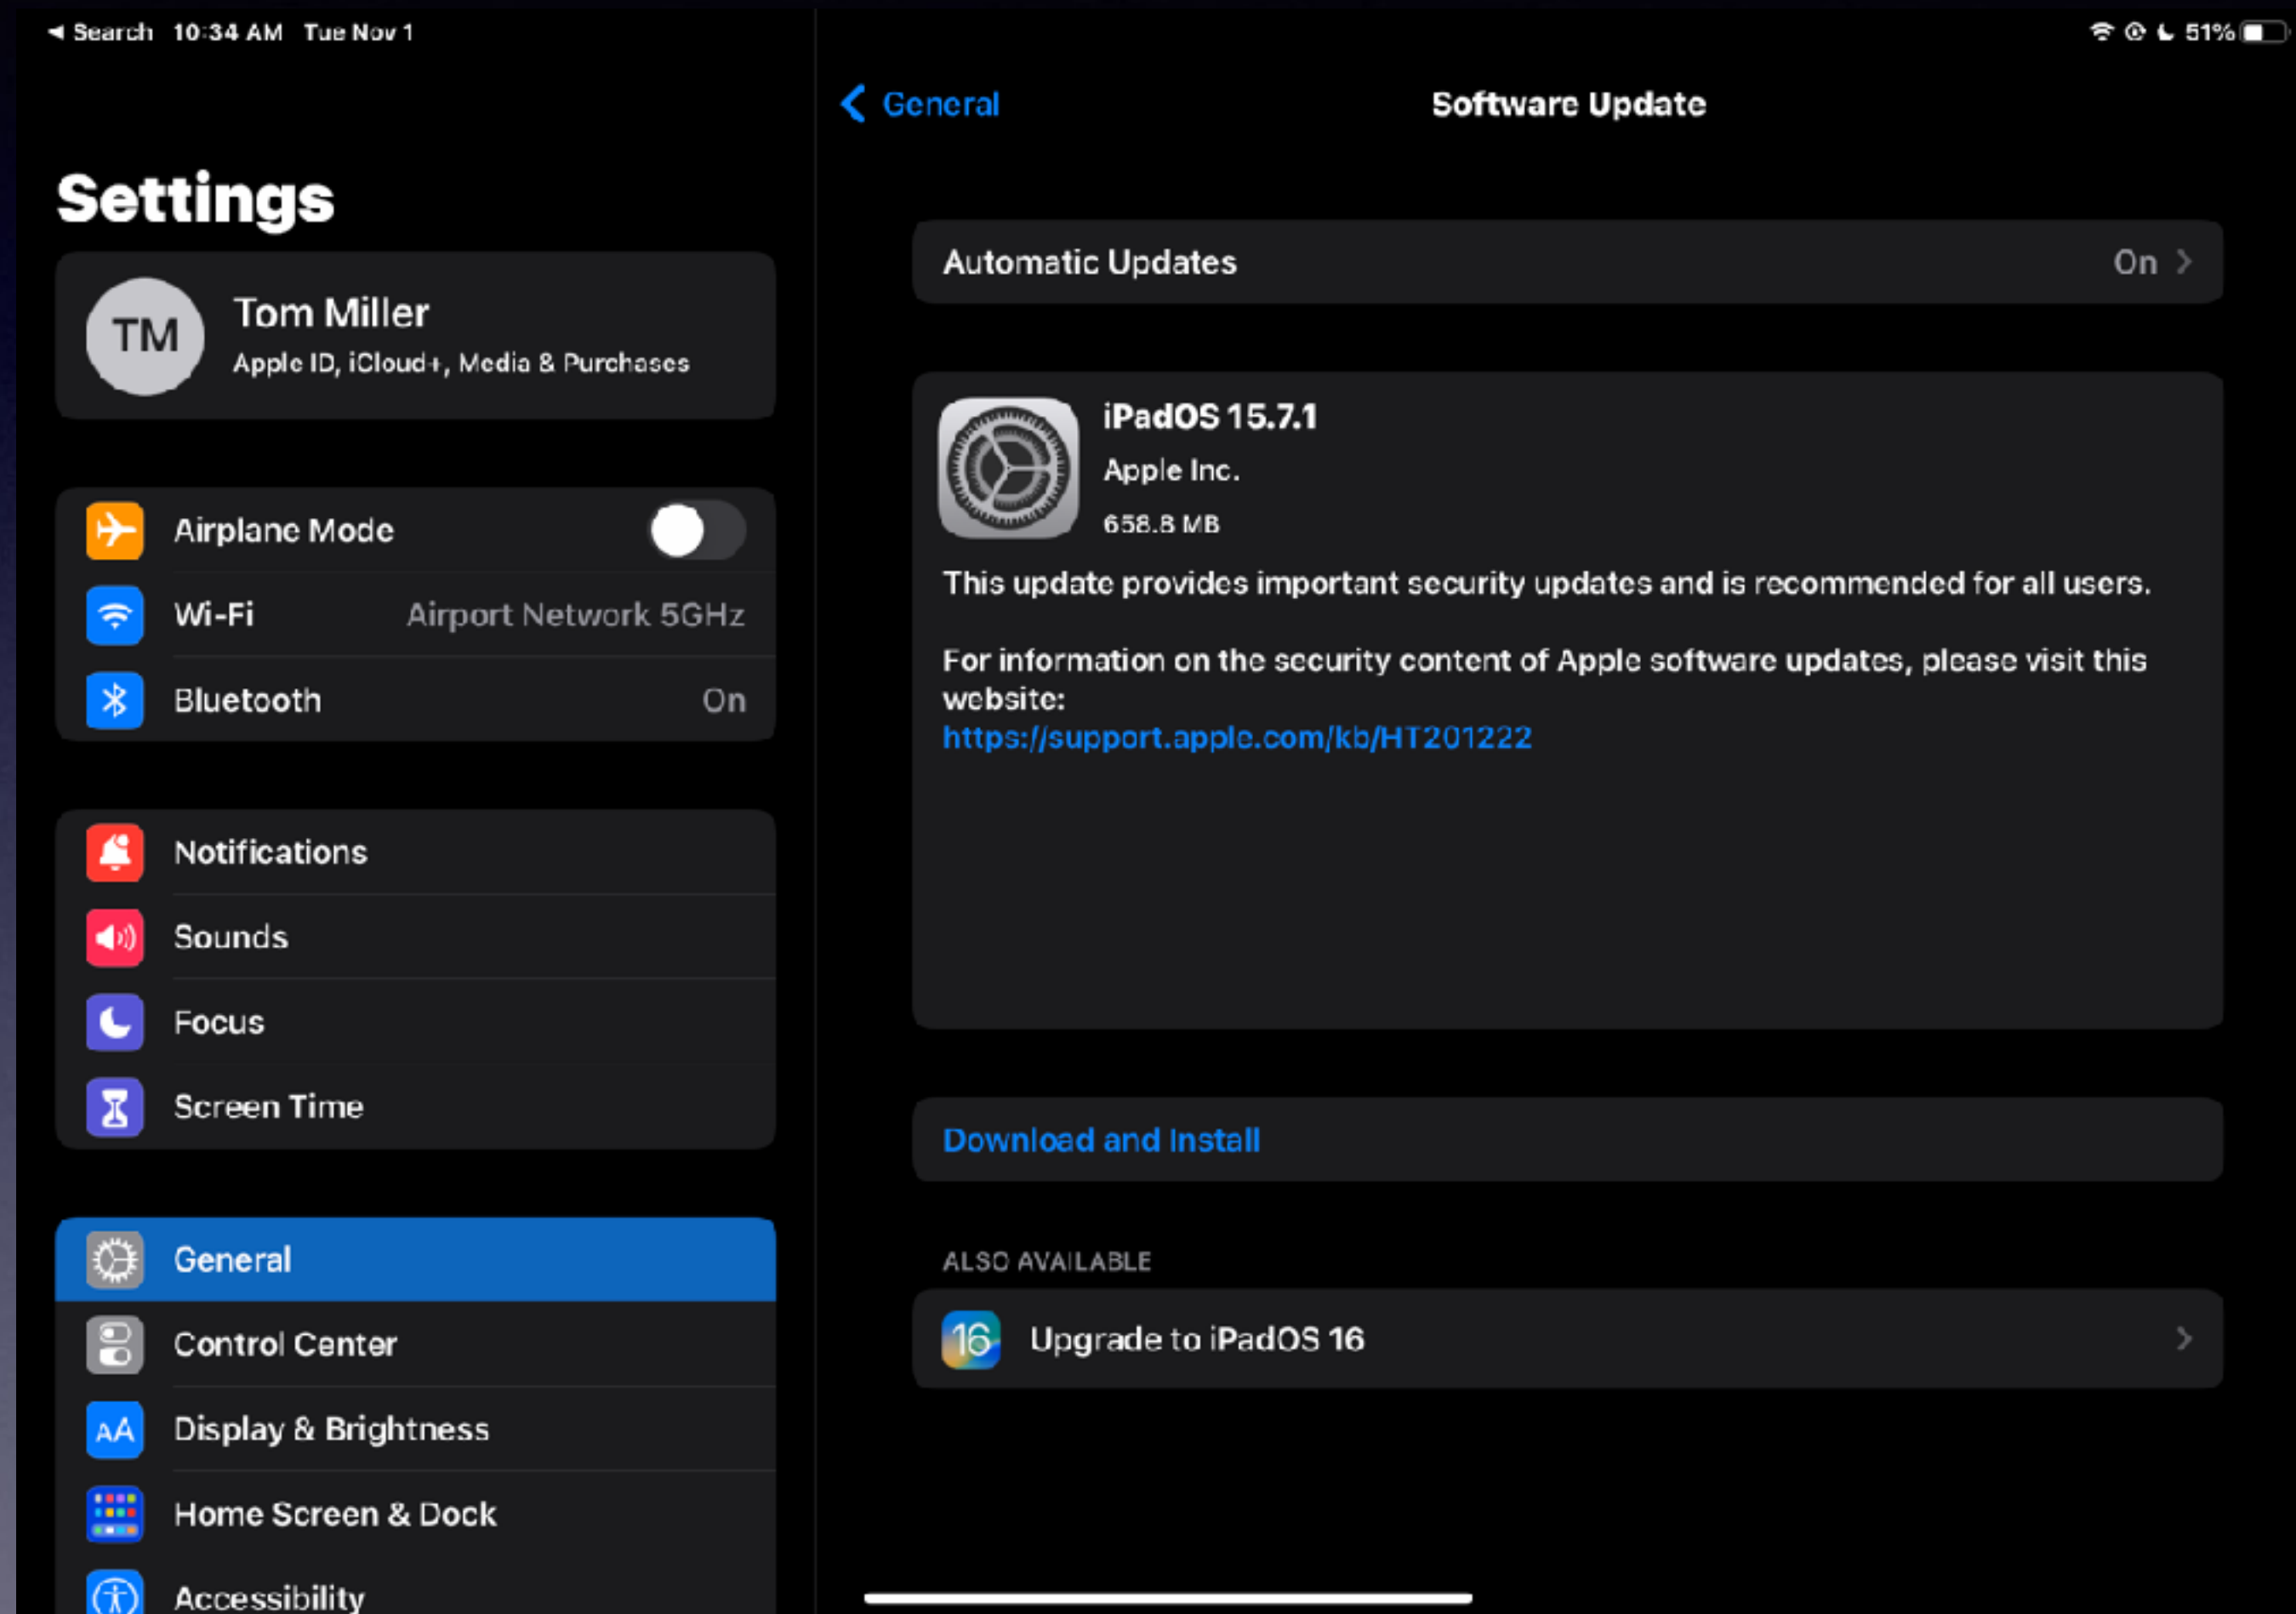 ◀ Search 10:34 AM Tue Nov 1
51%
Settings
TM
Tom Miller
Apple ID, iCloud+, Media & Purchases
Airplane Mode
Wi-Fi Airport Network 5GHz
Bluetooth On
Notifications
Sounds
Focus
Screen Time
General
Control Center
AA Display & Brightness
Home Screen & Dock
Accessibility
General
Software Update
Automatic Updates On
iPadOS 15.7.1
Apple Inc.
658.8 MB
This update provides important security updates and is recommended for all users.
For information on the security content of Apple software updates, please visit this
website:
https://support.apple.com/kb/HT201222
Download and Install
ALSO AVAILABLE
16 Upgrade to iPadOS 16